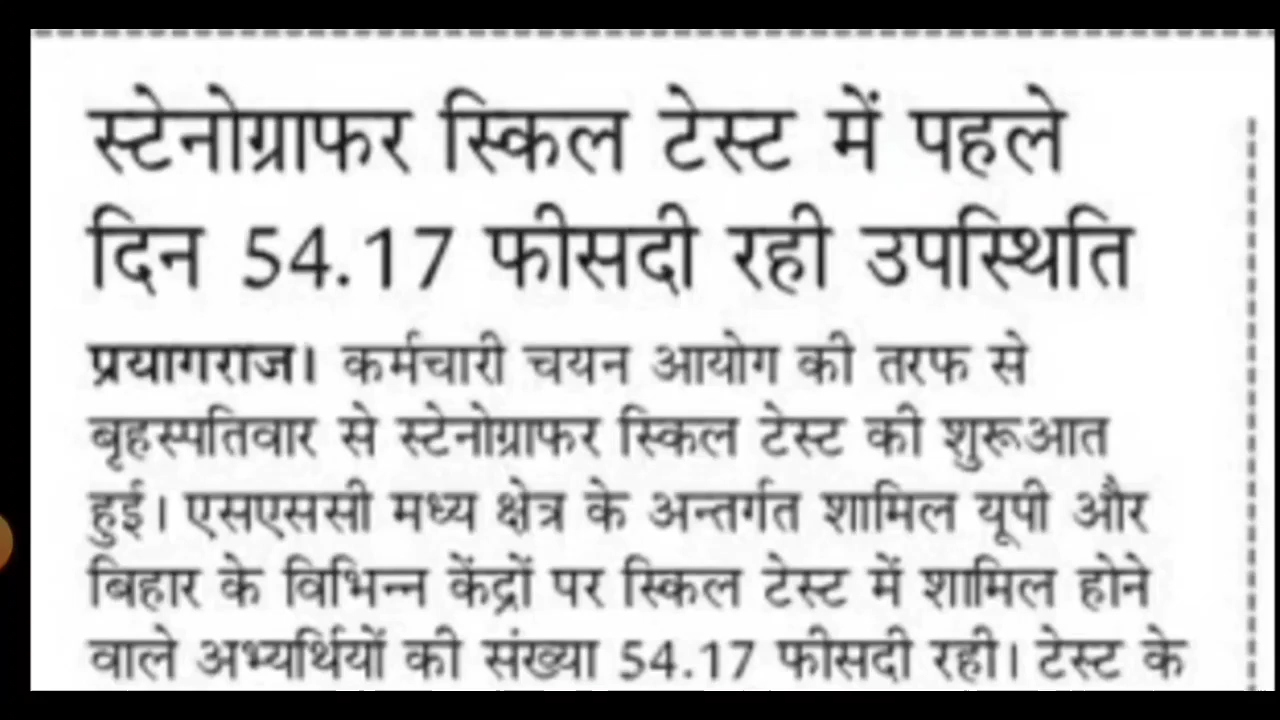 स्टेनोग्राफर स्किल टेस्ट में पहले
दिन 54.17 फीसदी रही उपस्थिति
प्रयागराज। कर्मचारी चयन आयोग की तरफ से
बृहस्पतिवार से स्टेनोग्राफर स्किल टेस्ट की शुरूआत
हुई। एसएससी मध्य क्षेत्र के अन्तर्गत शामिल यूपी और
बिहार के विभिन्न केंद्रों पर स्किल टेस्ट में शामिल होने
वाले अभ्यर्थियों की संख्या 54.17 फीसदी रही। टेस्ट के